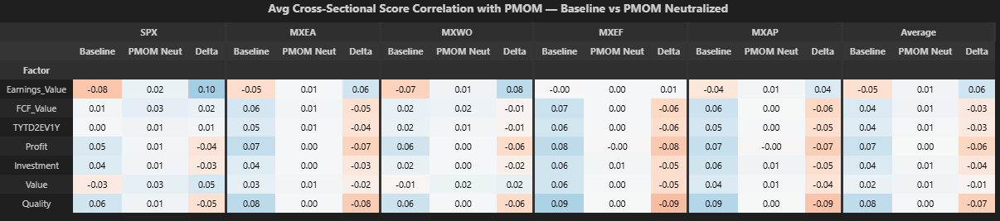 Avg Cross-Sectional Score Correlation with PMOM — Baseline vs PMOM Neutralized
SPX MXEA MXWO MXEF MXAP Average
Baseline PMOM Neut Delta Baseline PMOM Neut Delta Baseline PMOM Neut Delta Baseline PMOM Neut Delta Baseline PMOM Neut Delta Baseline PMOM Neut Delta
Factor
Earnings_Value -0.08 0.02 0.10 -0.05 0.01 0.06 -0.07 0.01 0.08 -0.00 0.00 0.01 -0.04 0.01 0.04 -0.05 0.01 0.06
FCF_Value 0.01 0.03 0.02 0.06 0.01 -0.05 0.02 0.02 -0.01 0.07 0.00 -0.06 0.06 0.00 -0.06 0.04 0.01 -0.03
TYTD2EV1Y 0.00 0.01 0.01 0.05 0.01 -0.04 0.02 0.01 -0.01 0.06 0.00 -0.06 0.05 0.00 -0.05 0.04 0.01 -0.03
Profit 0.05 0.01 -0.04 0.07 0.00 -0.07 0.06 0.00 -0.06 0.08 -0.00 -0.08 0.07 -0.00 -0.07 0.07 0.00 -0.06
Investment 0.04 0.01 -0.03 0.04 0.00 -0.03 0.02 0.00 -0.02 0.06 0.01 -0.05 0.06 0.01 -0.05 0.04 0.01 -0.04
Value -0.03 0.03 0.05 0.03 0.01 -0.02 -0.01 0.02 0.02 0.06 0.00 -0.05 0.04 0.01 -0.04 0.02 0.01 -0.01
Quality 0.06 0.01 -0.05 0.08 0.00 -0.08 0.06 0.00 -0.06 0.09 0.00 -0.09 0.09 0.00 -0.09 0.08 0.00 -0.07